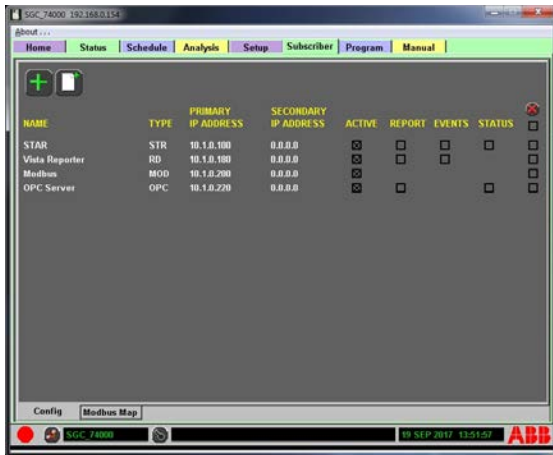 SGC_74000 192.168.0.154
About . . .
Home Status Schedule Analysis Setup Subscriber Program Manual
NAME TYPE PRIMARY IP ADDRESS SECONDARY IP ADDRESS ACTIVE REPORT EVENTS STATUS
STAR STR 10.1.0.100 0.0.0.0
Vista Reporter RD 10.1.0.180 0.0.0.0
Modbus MOD 10.1.0.200 0.0.0.0
OPC Server OPC 10.1.0.220 0.0.0.0
Config Modbus Map
SGC_74000 19 SEP 2017 13:51:57 ABB